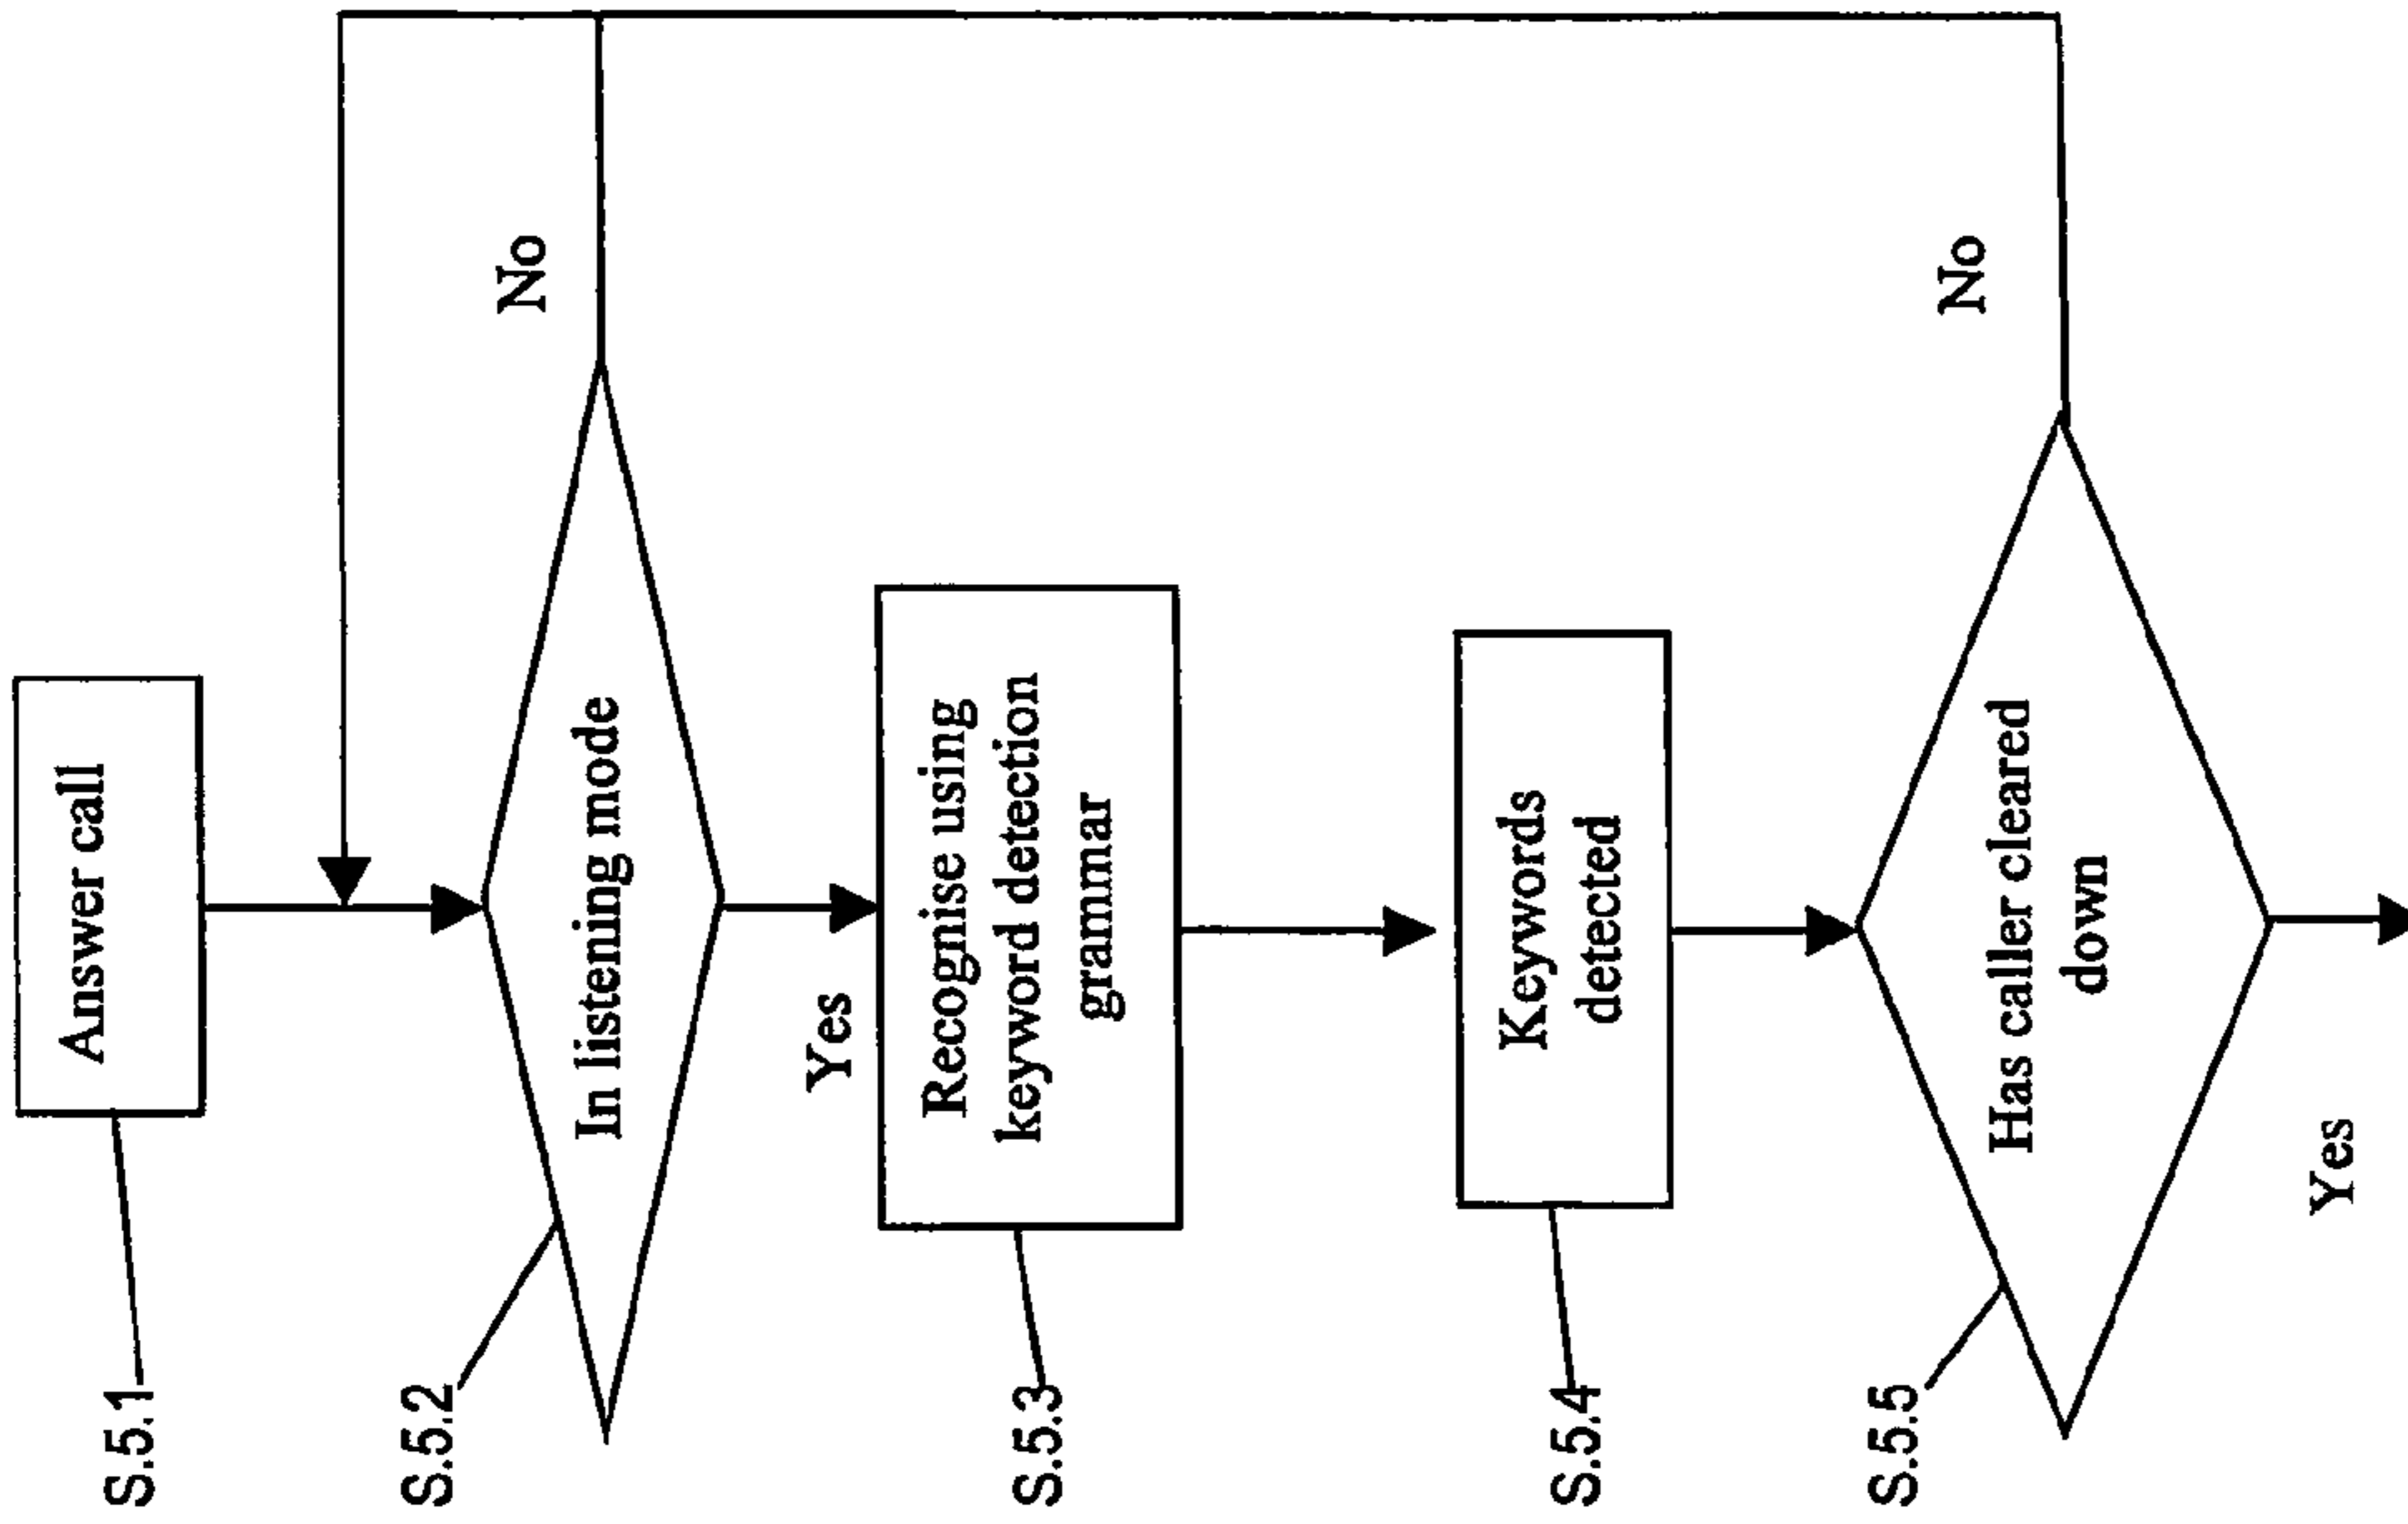 S.5.1
Answer call
S.5.2
In listening mode
No
Yes
S.5.3
Recognise using
keyword detection
grammar
S.5.4
Keywords
detected
S.5.5
Has caller cleared
down
No
Yes